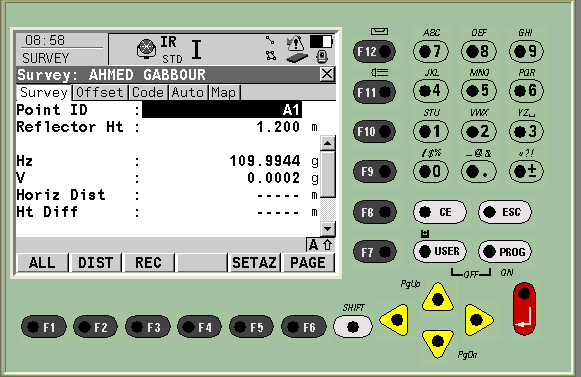 08:58
SURVEY
IR
STD
I
Survey: AHMED GABBOUR
Survey Offset Code Auto Map
Point ID : A1
Reflector Ht : 1.200 m
Hz : 109.9944 g
V : 0.0002 g
Horiz Dist : ----- m
Ht Diff : ----- m
A
ALL DIST REC SETAZ PAGE
F12
ABC DEF GHI
7 8 9
F11
JKL MNO PQR
4 5 6
F10
STU VWX YZ
1 2 3
F9
/$% _@& *?!
0 . ±
F8 CE ESC
F7 USER PROG
OFF ON
PgUp
SHIFT
F1 F2 F3 F4 F5 F6
PgDn